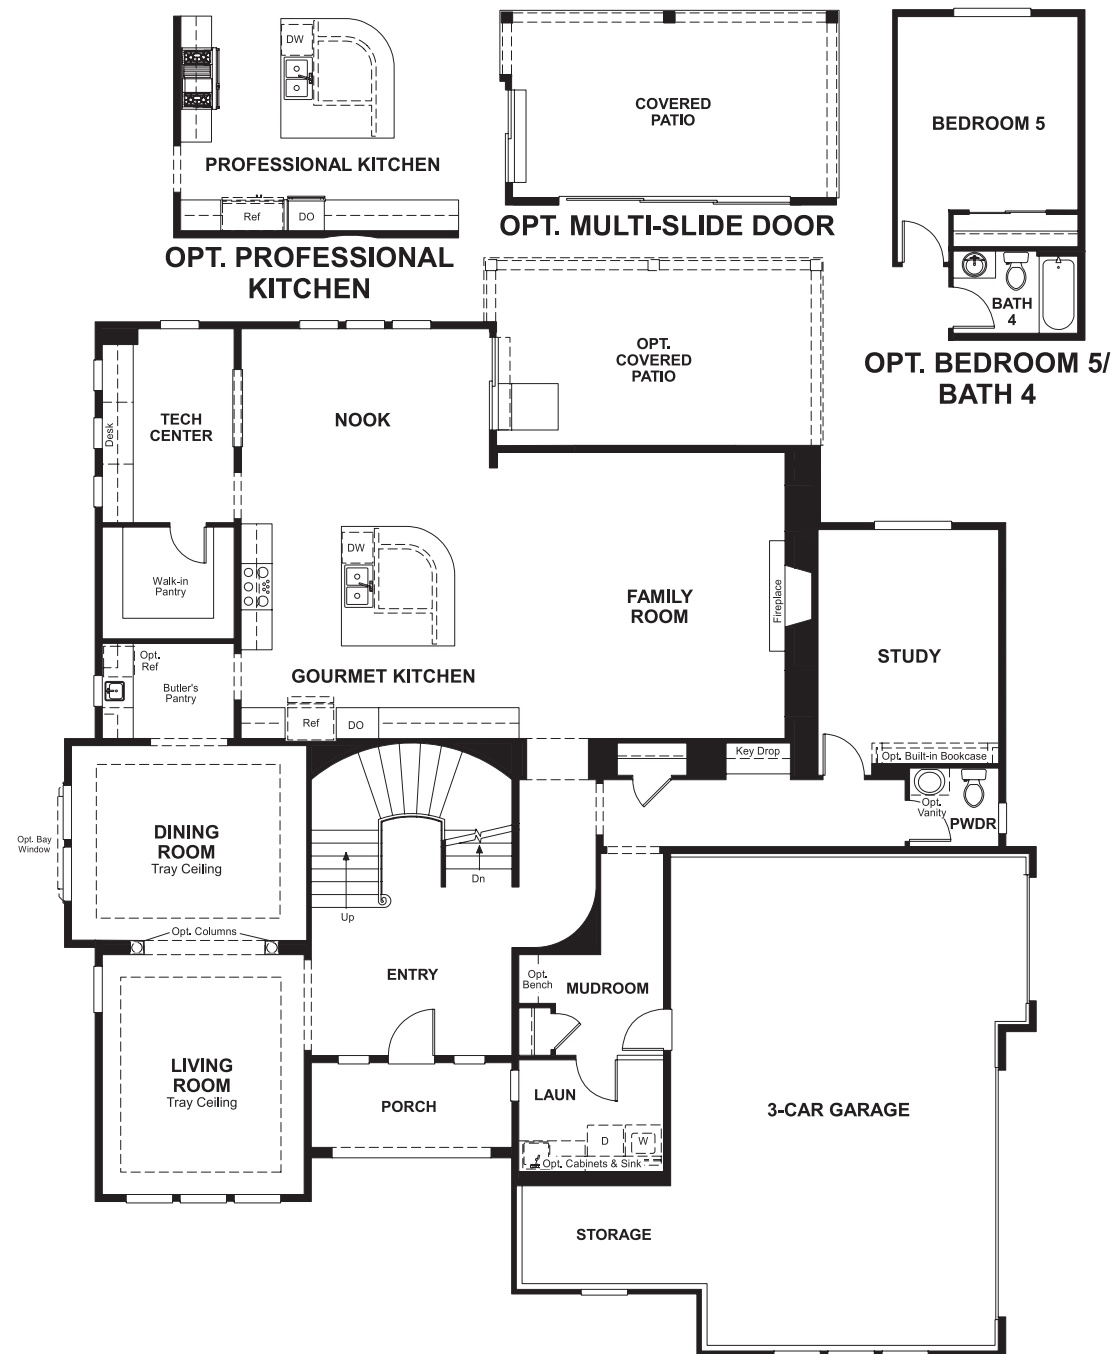 DW
PROFESSIONAL KITCHEN
Ref
DO
OPT. PROFESSIONAL
KITCHEN
COVERED
PATIO
OPT. MULTI-SLIDE DOOR
BEDROOM 5
BATH
4
OPT. BEDROOM 5/
BATH 4
OPT.
COVERED
PATIO
TECH
CENTER
Desk
NOOK
Walk-in
Pantry
DW
FAMILY
ROOM
Fireplace
STUDY
GOURMET KITCHEN
Opt.
Ref
Butler's
Pantry
Ref
DO
Key Drop
Opt. Built-in Bookcase
Opt.
Vanity
PWDR
Opt. Bay
Window
DINING
ROOM
Tray Ceiling
Up
Dn
Opt. Columns
ENTRY
Opt.
Bench
MUDROOM
LIVING
ROOM
Tray Ceiling
PORCH
LAUN
D
W
Opt. Cabinets & Sink
3-CAR GARAGE
STORAGE